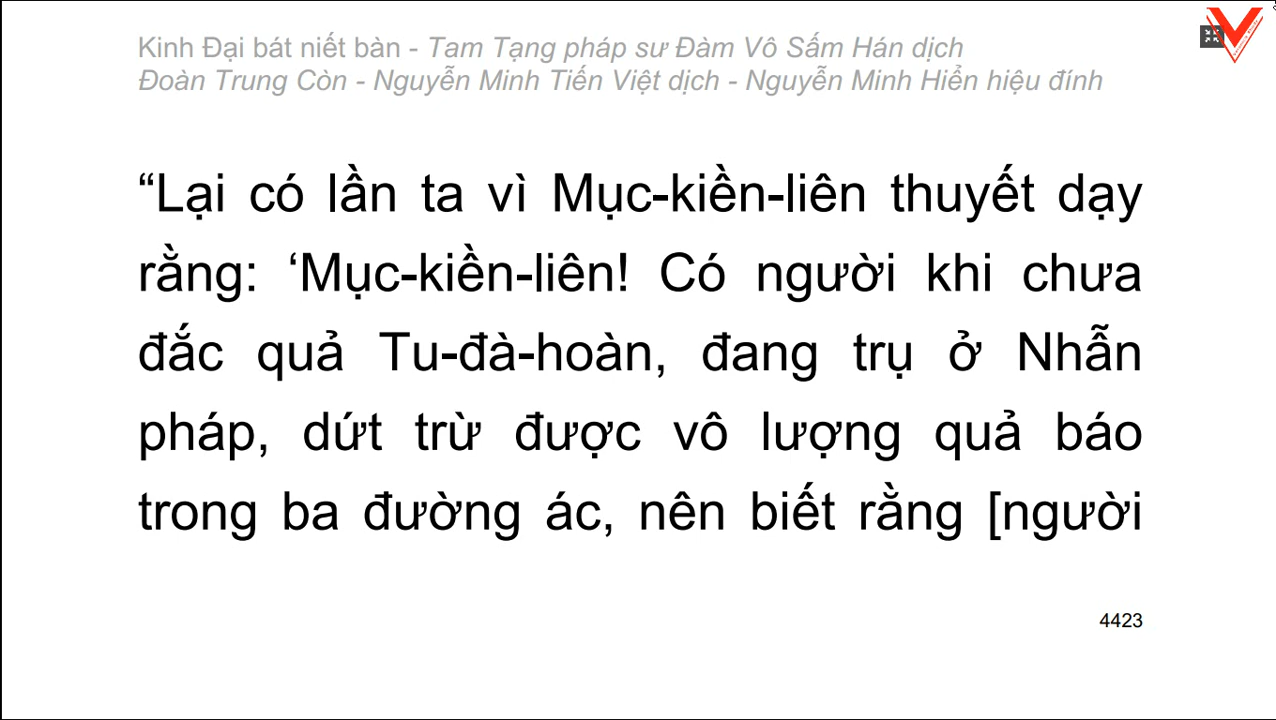 Kinh Đại bát niết bàn - Tam Tạng pháp sư Đàm Vô Sấm Hán dịch
Đoàn Trung Còn - Nguyễn Minh Tiến Việt dịch - Nguyễn Minh Hiển hiệu đính
“Lại có lần ta vì Mục-kiền-liên thuyết dạy
rằng: ‘Mục-kiền-liên! Có người khi chưa
đắc quả Tu-đà-hoàn, đang trụ ở Nhẫn
pháp, dứt trừ được vô lượng quả báo
trong ba đường ác, nên biết rằng [người
4423